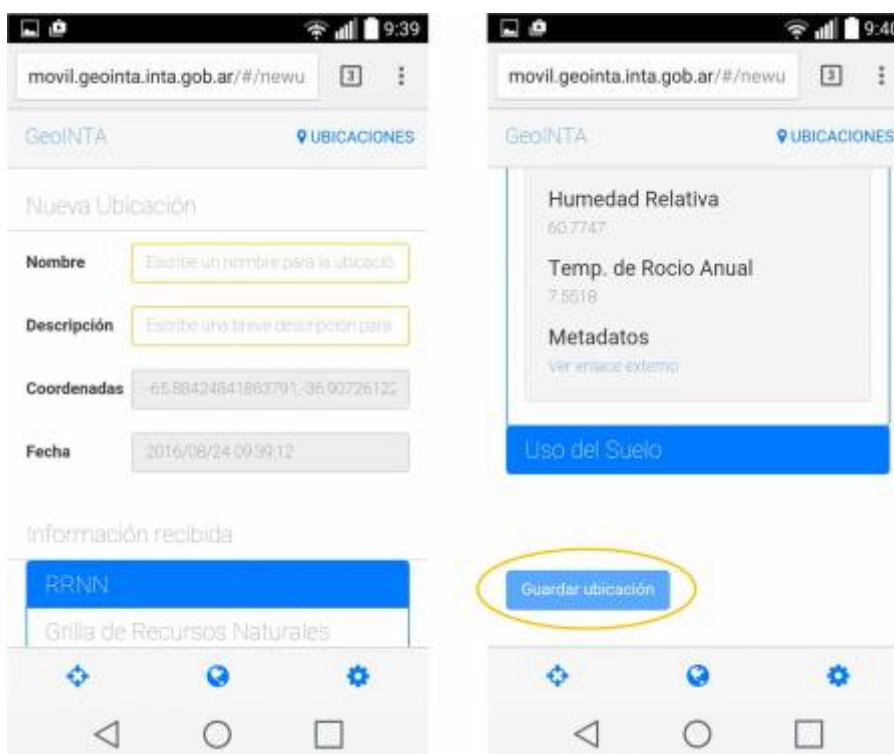 9:39
movil.geointa.inta.gob.ar/#/newu
3
GeoINTA
UBICACIONES
Nueva Ubicación
Nombre
Escribe un nombre para la ubicació
Descripción
Escribe una breve descripción para
Coordenadas
-65.88424841863791,-36.90726122
Fecha
2016/08/24 09:39:12
Información recibida
RRNN
Grilla de Recursos Naturales
9:40
movil.geointa.inta.gob.ar/#/newu
3
GeoINTA
UBICACIONES
Humedad Relativa
60.7747
Temp. de Rocio Anual
7.5518
Metadatos
Ver enlace externo
Uso del Suelo
Guardar ubicación